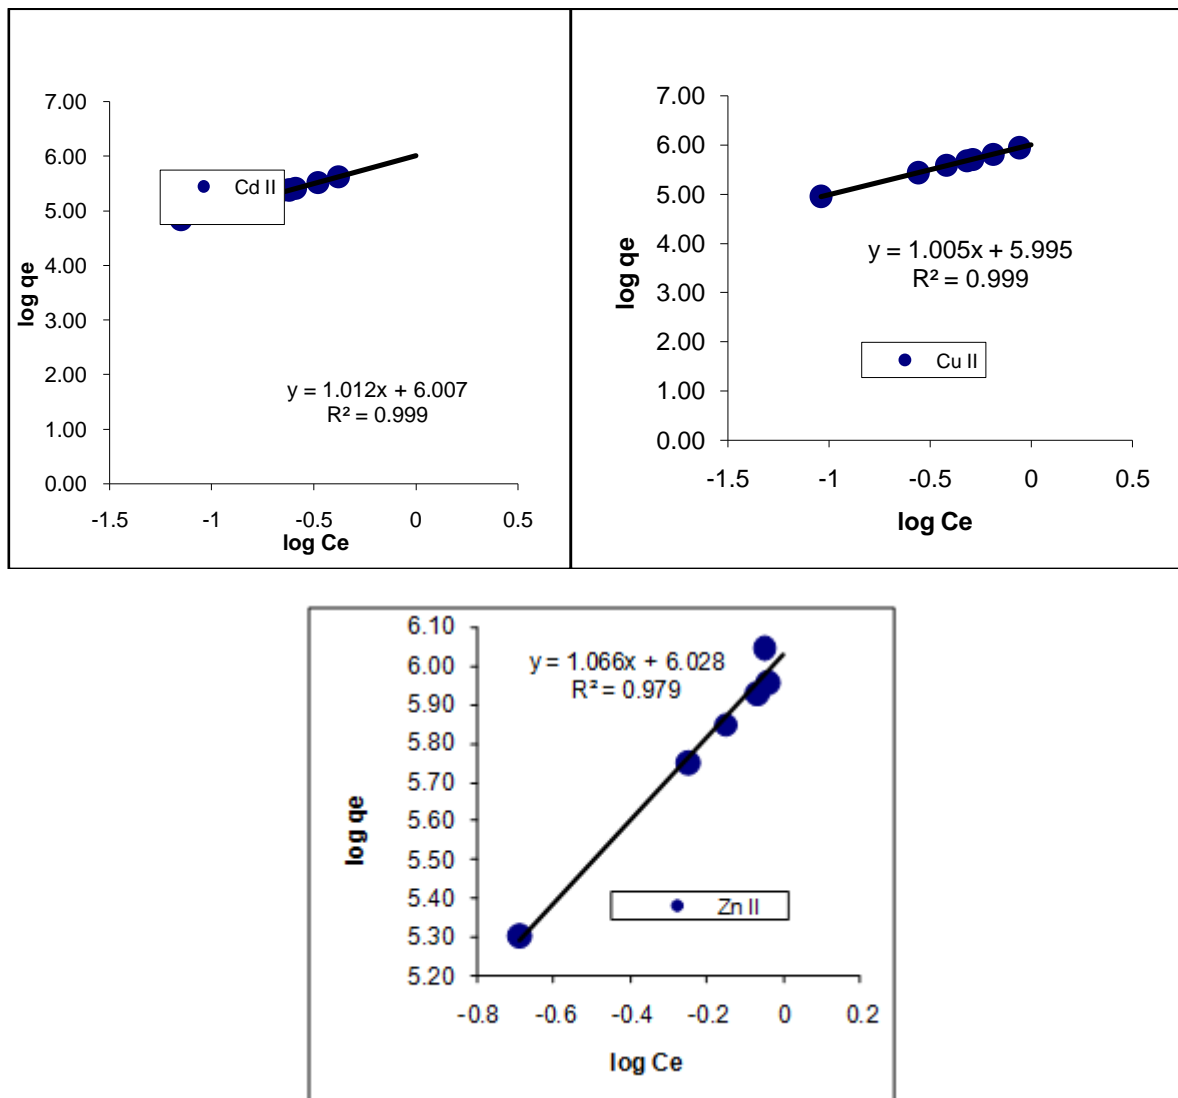 7.00
6.00
5.00
4.00
3.00
2.00
1.00
0.00
log qe
Cd II
y = 1.012x + 6.007
R² = 0.999
-1.5 -1 -0.5 0 0.5
log Ce
7.00
6.00
5.00
4.00
3.00
2.00
1.00
0.00
log qe
y = 1.005x + 5.995
R² = 0.999
Cu II
-1.5 -1 -0.5 0 0.5
log Ce
6.10
6.00
5.90
5.80
5.70
5.60
5.50
5.40
5.30
5.20
log qe
y = 1.066x + 6.028
R² = 0.979
Zn II
-0.8 -0.6 -0.4 -0.2 0 0.2
log Ce